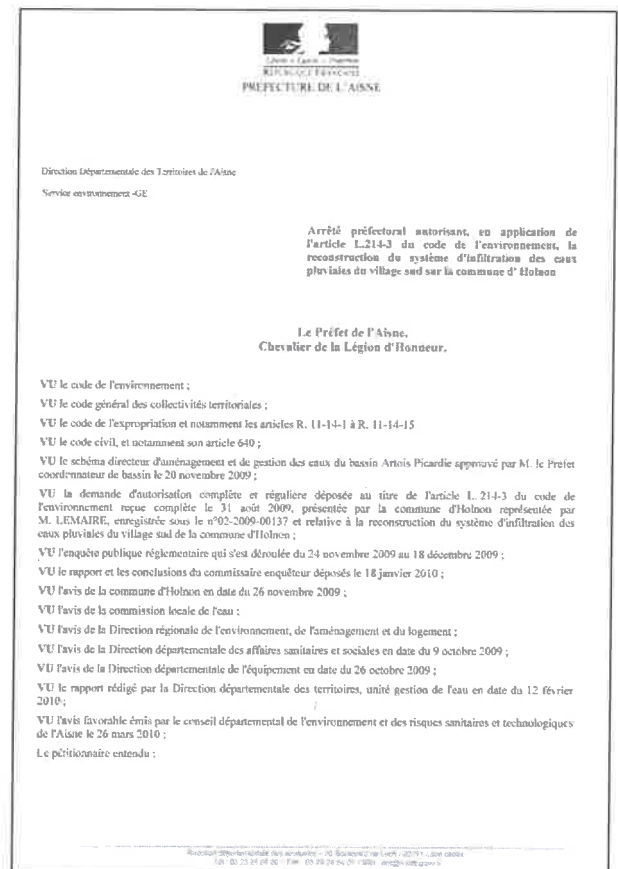 Liberté • Égalité • Fraternité
RÉPUBLIQUE FRANÇAISE
PREFECTURE DE L'AISNE
Direction Départementale des Territoires de l'Aisne
Service environnement -GE
Arrêté préfectoral autorisant, en application de
l'article L.214-3 du code de l'environnement, la
reconstruction du système d'infiltration des eaux
pluviales du village sud sur la commune d' Holnon
Le Préfet de l'Aisne,
Chevalier de la Légion d'Honneur,
VU le code de l'environnement ;
VU le code général des collectivités territoriales ;
VU le code de l'expropriation et notamment les articles R. 11-14-1 à R. 11-14-15
VU le code civil, et notamment son article 640 ;
VU le schéma directeur d'aménagement et de gestion des eaux du bassin Artois Picardie approuvé par M. le Préfet
coordonnateur de bassin le 20 novembre 2009 ;
VU la demande d'autorisation complète et régulière déposée au titre de l'article L. 214-3 du code de
l'environnement reçue complète le 31 août 2009, présentée par la commune d'Holnon représentée par
M. LEMAIRE, enregistrée sous le n°02-2009-00137 et relative à la reconstruction du système d'infiltration des
eaux pluviales du village sud de la commune d'Holnon ;
VU l'enquête publique réglementaire qui s'est déroulée du 24 novembre 2009 au 18 décembre 2009 ;
VU le rapport et les conclusions du commissaire enquêteur déposés le 18 janvier 2010 ;
VU l'avis de la commune d'Holnon en date du 26 novembre 2009 ;
VU l'avis de la commission locale de l'eau ;
VU l'avis de la Direction régionale de l'environnement, de l'aménagement et du logement ;
VU l'avis de la Direction départementale des affaires sanitaires et sociales en date du 9 octobre 2009 ;
VU l'avis de la Direction départementale de l'équipement en date du 26 octobre 2009 ;
VU le rapport rédigé par la Direction départementale des territoires, unité gestion de l'eau en date du 12 février
2010 ;
VU l'avis favorable émis par le conseil départemental de l'environnement et des risques sanitaires et technologiques
de l'Aisne le 26 mars 2010 ;
Le pétitionnaire entendu ;